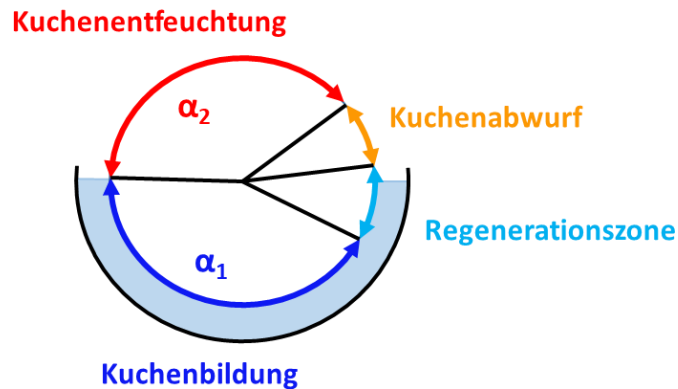 Kuchenentfeuchtung
α₂
Kuchenabwurf
Regenerationszone
α₁
Kuchenbildung